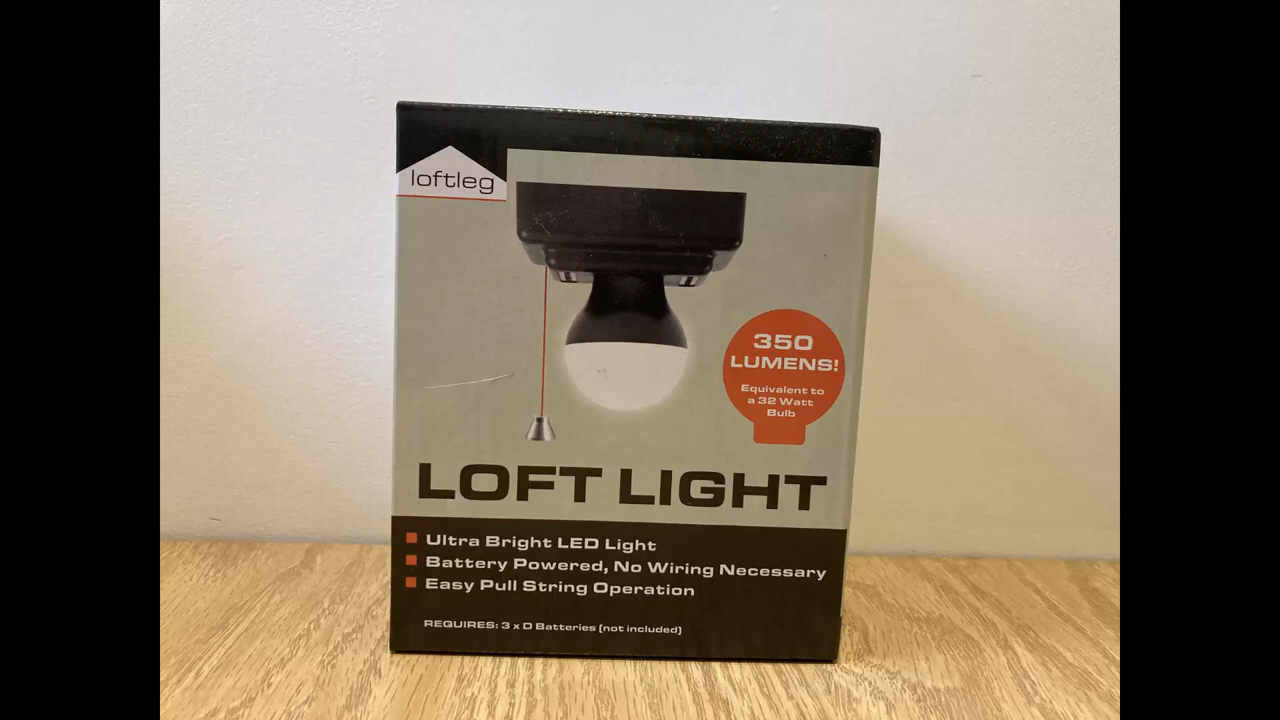 loftleg
350
LUMENS!
Equivalent to
a 32 Watt
Bulb
LOFT LIGHT
Ultra Bright LED Light
Battery Powered, No Wiring Necessary
Easy Pull String Operation
REQUIRES: 3 x D Batteries (not included)